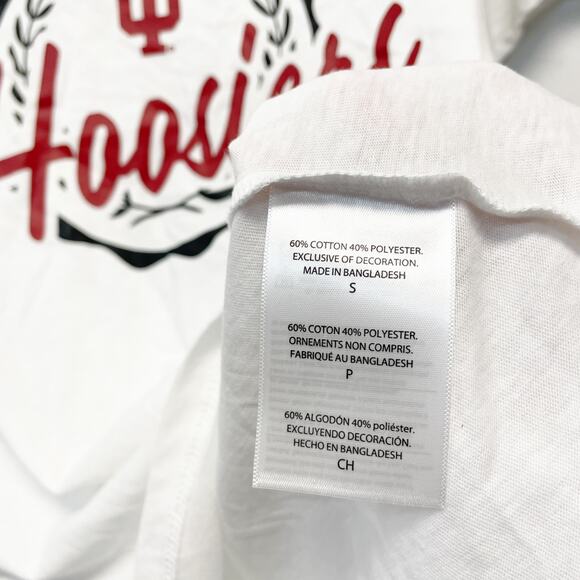 IU
Hoosiers
60% COTTON 40% POLYESTER.
EXCLUSIVE OF DECORATION.
MADE IN BANGLADESH
S
60% COTON 40% POLYESTER.
ORNEMENTS NON COMPRIS.
FABRIQUÉ AU BANGLADESH
P
60% ALGODÓN 40% poliéster.
EXCLUYENDO DECORACIÓN.
HECHO EN BANGLADESH
CH